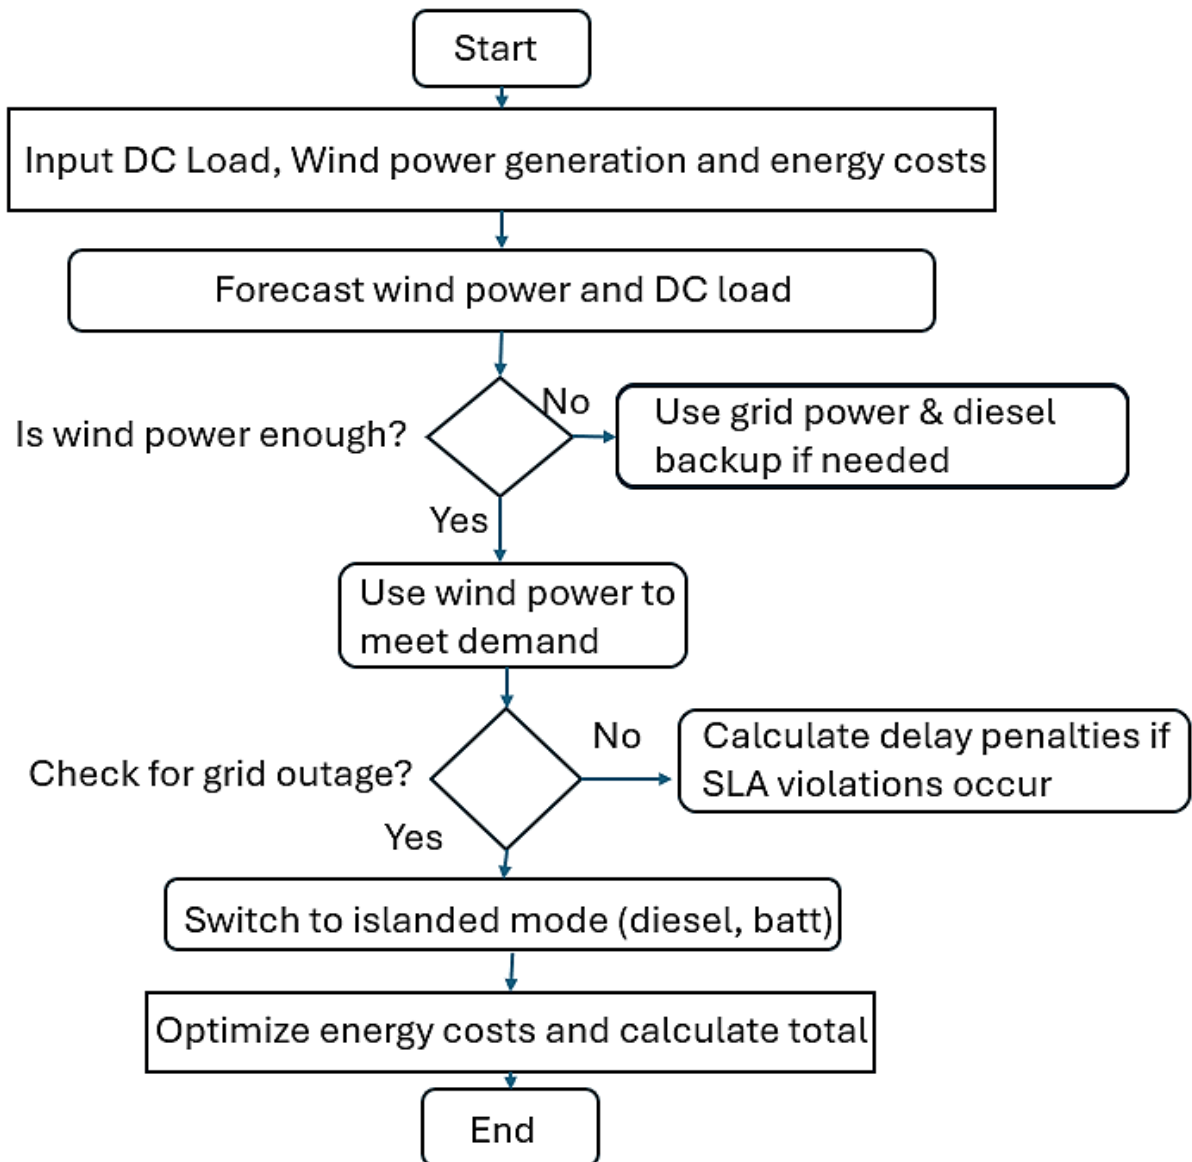 Start
Input DC Load, Wind power generation and energy costs
Forecast wind power and DC load
Is wind power enough?
No
Use grid power & diesel
backup if needed
Yes
Use wind power to
meet demand
Check for grid outage?
No
Calculate delay penalties if
SLA violations occur
Yes
Switch to islanded mode (diesel, batt)
Optimize energy costs and calculate total
End